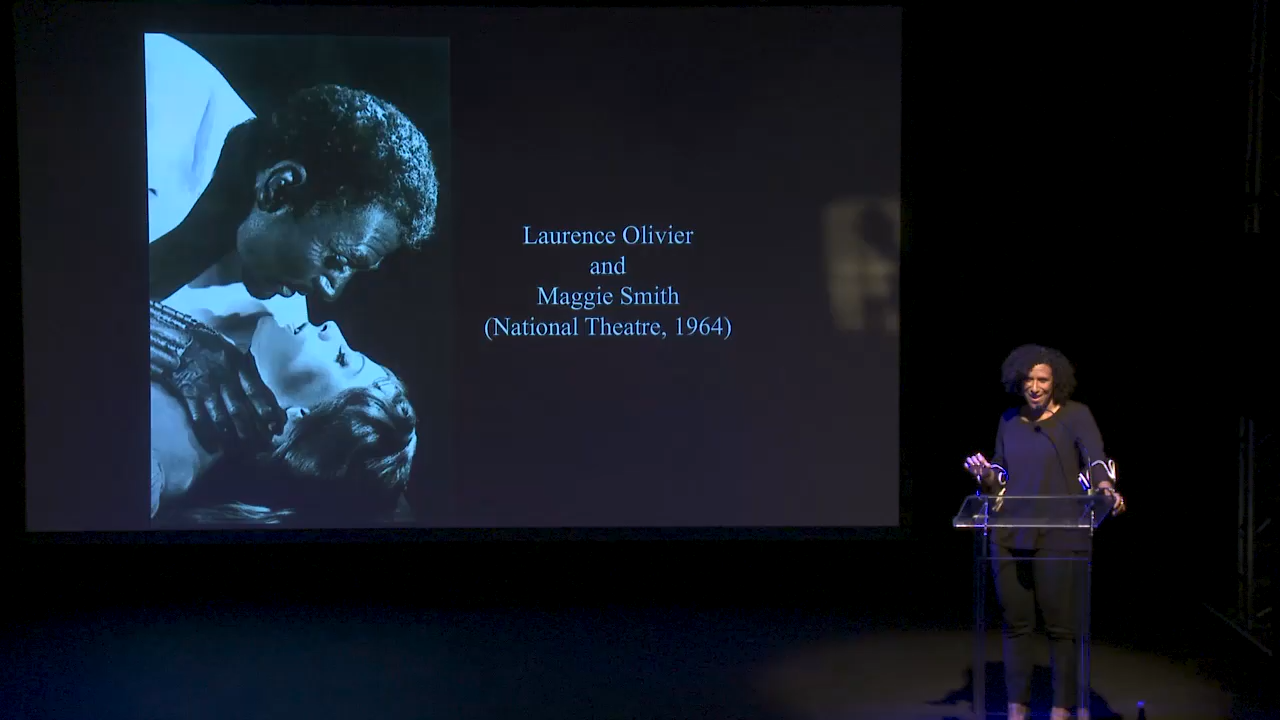 Laurence Olivier
and
Maggie Smith
(National Theatre, 1964)